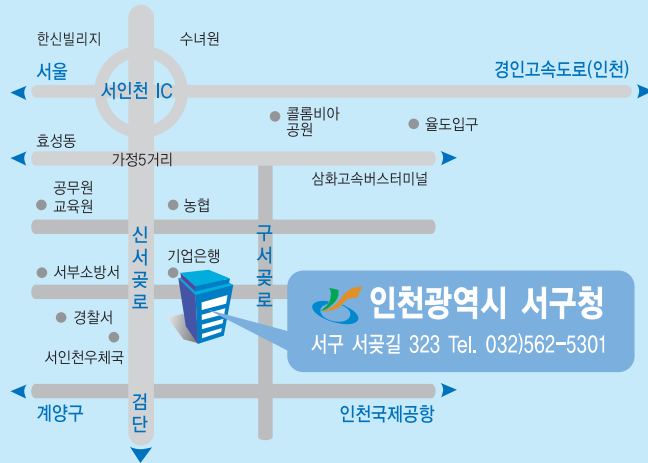 한신빌리지
수녀원
서울
서인천 IC
경인고속도로(인천)
콜롬비아
공원
율도입구
효성동
가정5거리
삼화고속버스터미널
공무원
교육원
농협
신서곶로
구서곶로
기업은행
서부소방서
인천광역시 서구청
서구 서곶길 323 Tel. 032)562-5301
경찰서
서인천우체국
계양구
검단
인천국제공항